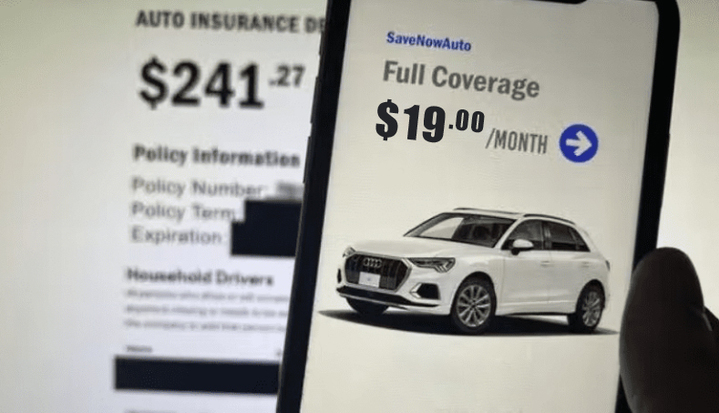 AUTO INSURANCE
$241.27
Policy Information
Policy Number:
Policy Term
Expiration:
Household Drivers
SaveNowAuto
Full Coverage
$19.00/MONTH